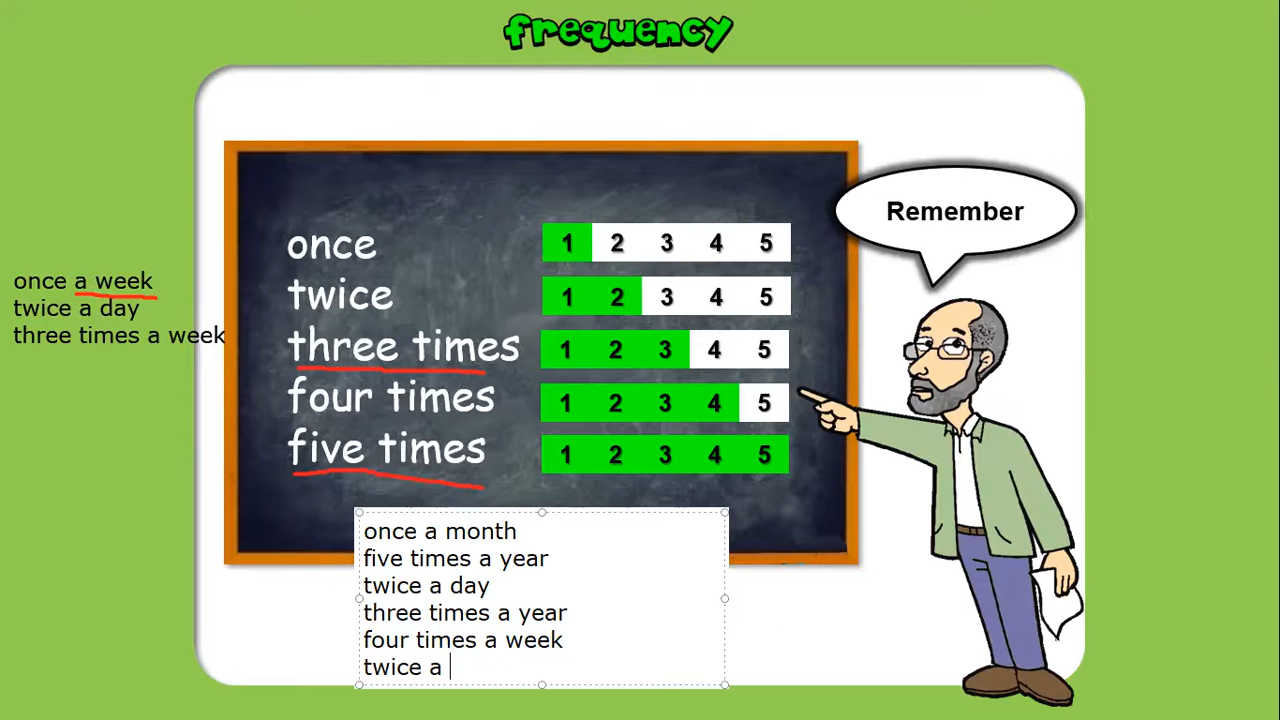 frequency
Remember
once 1 2 3 4 5
twice 1 2 3 4 5
three times 1 2 3 4 5
four times 1 2 3 4 5
five times 1 2 3 4 5
once a week
twice a day
three times a week
once a month
five times a year
twice a day
three times a year
four times a week
twice a